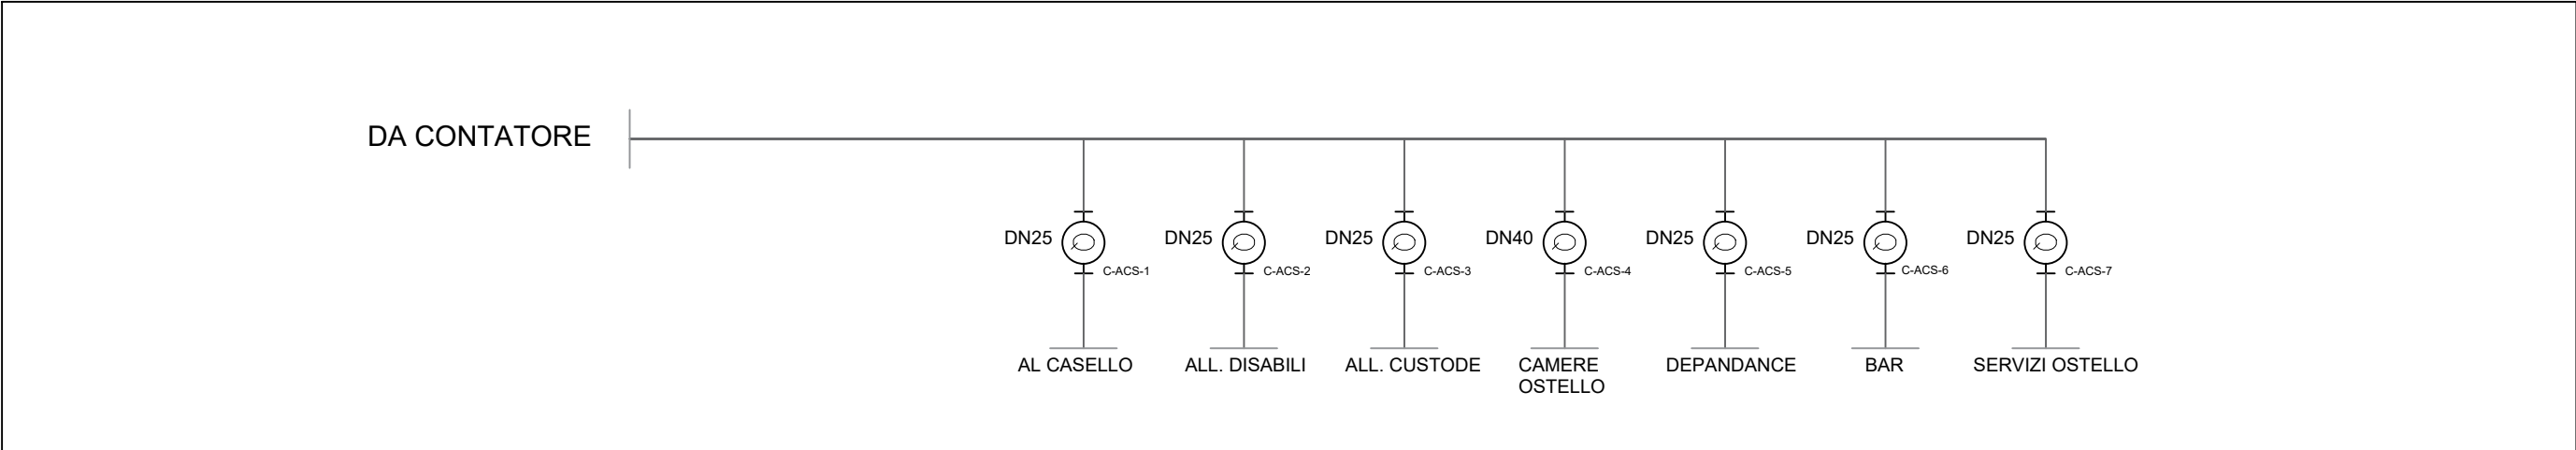 DA CONTATORE
DN25
DN25
DN25
DN40
DN25
DN25
DN25
C-ACS-1
C-ACS-2
C-ACS-3
C-ACS-4
C-ACS-5
C-ACS-6
C-ACS-7
AL CASELLO
ALL. DISABILI
ALL. CUSTODE
CAMERE
OSTELLO
DEPANDANCE
BAR
SERVIZI OSTELLO